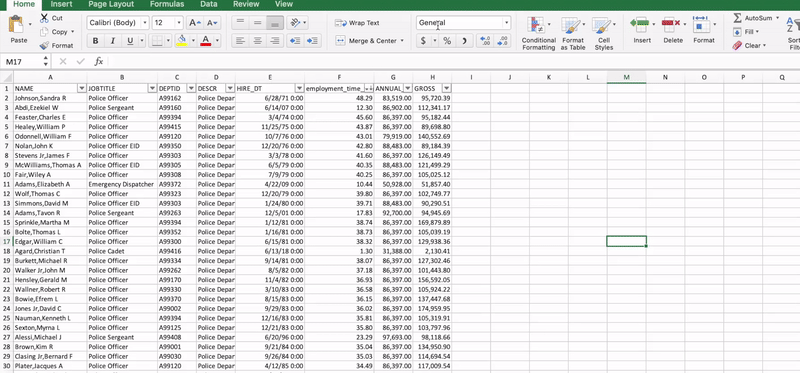 Home Insert Page Layout Formulas Data Review View
Paste Cut Copy Format Calibri (Body) 12 A A B I U A Wrap Text Merge & Center General $ % Conditional Formatting Format as Table Cell Styles Insert Delete Format AutoSum Fill Clear Sort Filt
M17 fx
A B C D E F G H I J K L M N O P Q
1 NAME JOBTITLE DEPTID DESCR HIRE_DT employment_time_ ANNUAL_ GROSS
2 Johnson,Sandra R Police Officer A99162 Police Depar 6/28/71 0:00 48.29 83,519.00 95,720.39
3 Abdi,Ezekiel W Police Sergeant A99160 Police Depar 6/14/07 0:00 12.30 86,902.00 112,341.17
4 Feaster,Charles E Police Officer A99394 Police Depar 3/4/74 0:00 45.60 86,397.00 95,182.44
5 Healey,William P Police Officer A99415 Police Depar 11/25/75 0:00 43.87 86,397.00 89,698.80
6 Odonnell,William F Police Officer A99120 Police Depar 10/7/76 0:00 43.01 79,919.00 140,552.69
7 Nolan,John K Police Officer EID A99350 Police Depar 12/20/76 0:00 42.80 88,483.00 89,184.39
8 Stevens Jr,James F Police Officer A99303 Police Depar 3/3/78 0:00 41.60 86,397.00 126,149.49
9 McWilliams,Thomas A Police Officer EID A99305 Police Depar 6/5/79 0:00 40.35 88,483.00 121,499.29
10 Fair,Wiley A Police Officer A99308 Police Depar 7/9/79 0:00 40.25 86,397.00 105,025.12
11 Adams,Elizabeth A Emergency Dispatcher A99372 Police Depar 4/22/09 0:00 10.44 50,928.00 51,857.40
12 Wolf,Thomas C Police Officer A99323 Police Depar 12/20/79 0:00 39.80 86,397.00 102,749.77
13 Simmons,David M Police Officer EID A99303 Police Depar 1/24/80 0:00 39.71 88,483.00 90,290.51
14 Adams,Tavon R Police Sergeant A99263 Police Depar 12/5/01 0:00 17.83 92,700.00 94,945.69
15 Sprinkle,Martha M Police Officer A99394 Police Depar 1/12/81 0:00 38.74 86,397.00 169,879.89
16 Bolte,Thomas L Police Officer A99352 Police Depar 1/16/81 0:00 38.73 86,397.00 105,039.19
17 Edgar,William C Police Officer A99300 Police Depar 6/15/81 0:00 38.32 86,397.00 129,938.36
18 Agard,Christian T Police Cadet A99416 Police Depar 6/13/18 0:00 1.30 31,388.00 2,130.41
19 Burkett,Michael R Police Officer A99334 Police Depar 9/14/81 0:00 38.07 86,397.00 127,302.46
20 Walker Jr,John M Police Officer A99262 Police Depar 8/5/82 0:00 37.18 86,397.00 101,443.80
21 Hensley,Gerald M Police Officer A99170 Police Depar 11/4/82 0:00 36.93 86,397.00 156,592.05
22 Wallner,Robert R Police Officer A99330 Police Depar 3/10/83 0:00 36.58 86,397.00 105,924.22
23 Bowie,Efrem L Police Officer A99370 Police Depar 8/15/83 0:00 36.15 86,397.00 137,447.68
24 Jones Jr,David C Police Officer A99002 Police Depar 9/29/83 0:00 36.02 86,397.00 174,959.95
25 Nauman,Kenneth L Police Officer A99394 Police Depar 12/16/83 0:00 35.81 86,397.00 105,319.91
26 Sexton,Myrna L Police Officer A99125 Police Depar 12/21/83 0:00 35.80 86,397.00 103,797.96
27 Alessi,Michael J Police Sergeant A99408 Police Depar 6/20/96 0:00 23.29 97,603.00 98,118.66
28 Brown,Kim R Police Officer A99001 Police Depar 9/21/84 0:00 35.04 86,397.00 134,950.90
29 Clasing Jr,Bernard F Police Officer A99030 Police Depar 9/26/84 0:00 35.03 86,397.00 114,694.54
30 Plater,Jacques A Police Officer A99120 Police Depar 4/12/85 0:00 34.49 86,397.00 117,009.54